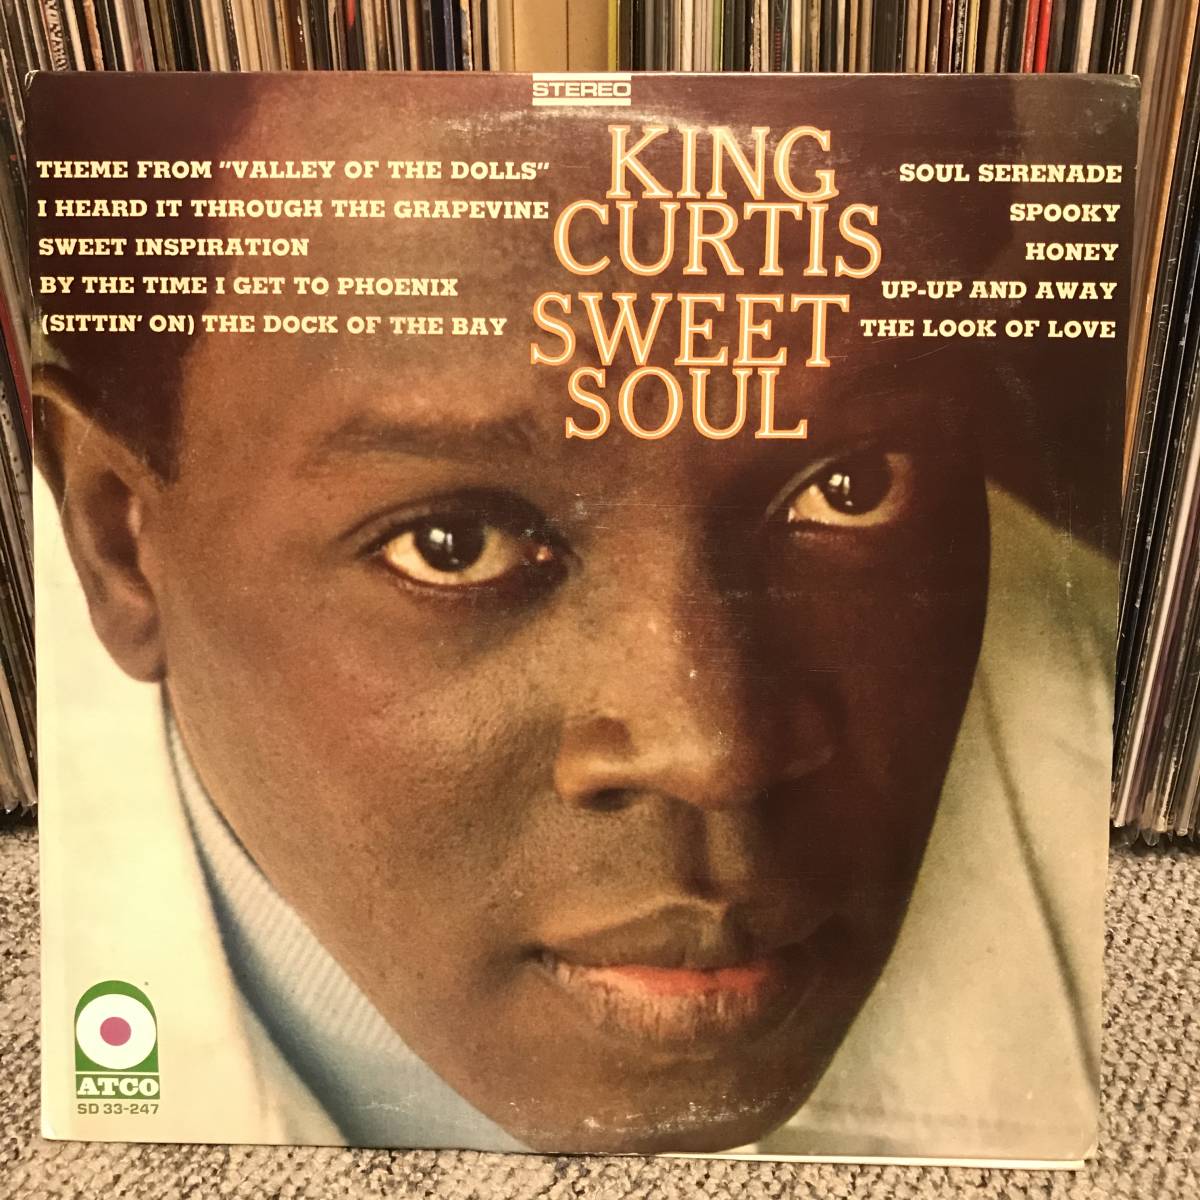 STEREO
KING
CURTIS
SWEET
SOUL
THEME FROM "VALLEY OF THE DOLLS"
I HEARD IT THROUGH THE GRAPEVINE
SWEET INSPIRATION
BY THE TIME I GET TO PHOENIX
(SITTIN' ON) THE DOCK OF THE BAY
SOUL SERENADE
SPOOKY
HONEY
UP-UP AND AWAY
THE LOOK OF LOVE
ATCO
SD 33-247